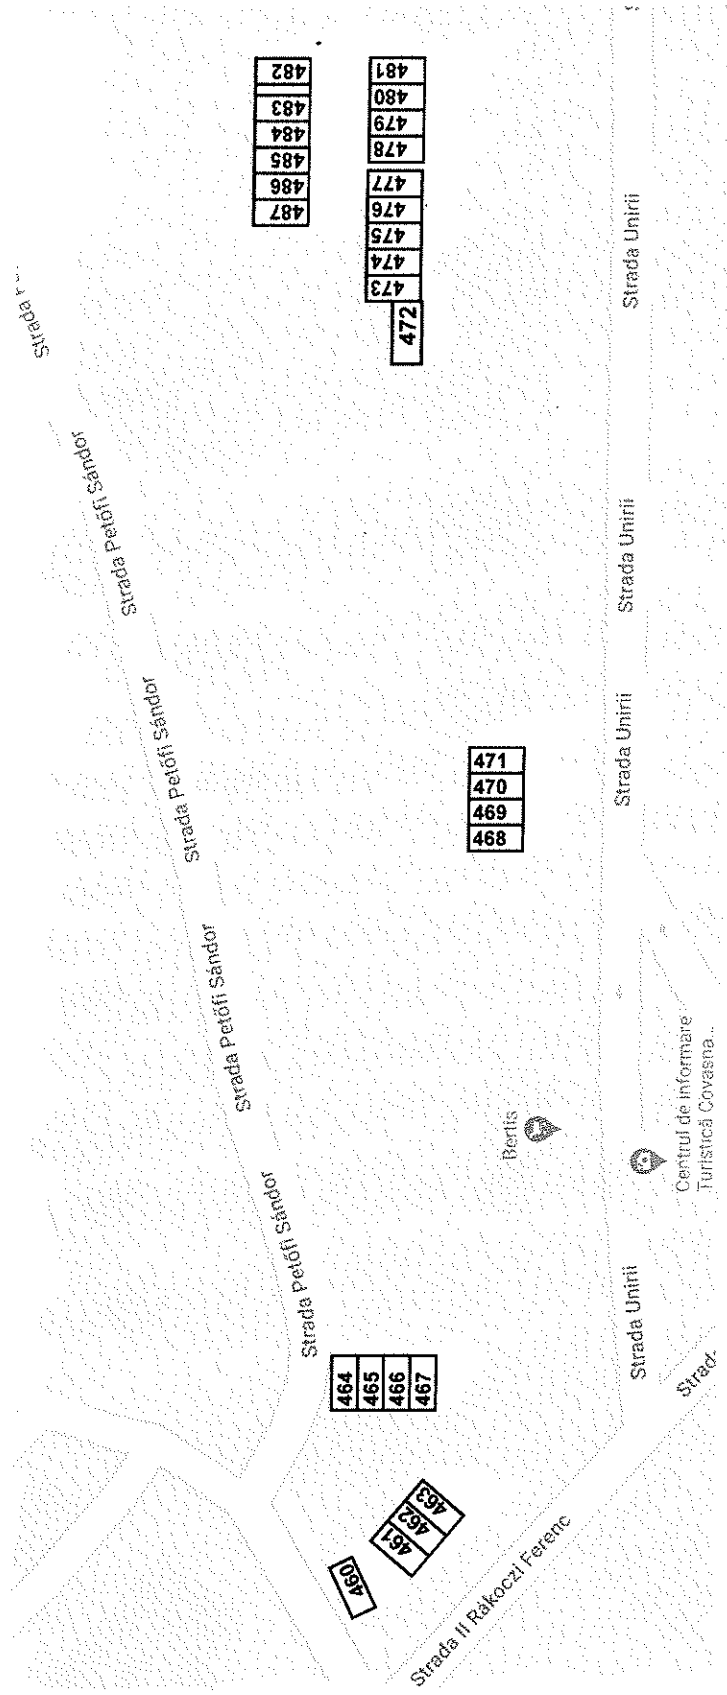 482
483
484
485
486
487
481
480
479
478
477
476
475
474
473
472
Strada
Strada Petőfi Sándor
Strada Petőfi Sándor
Strada Petőfi Sándor
Strada Petőfi Sándor
Strada Unirii
Strada Unirii
Strada Unirii
Strada Unirii
471
470
469
468
Bertis
Centrul de Informare
Turistică Covasna...
464
465
466
467
460
461
462
463
Strada II Rákóczi Ferenc
Strad